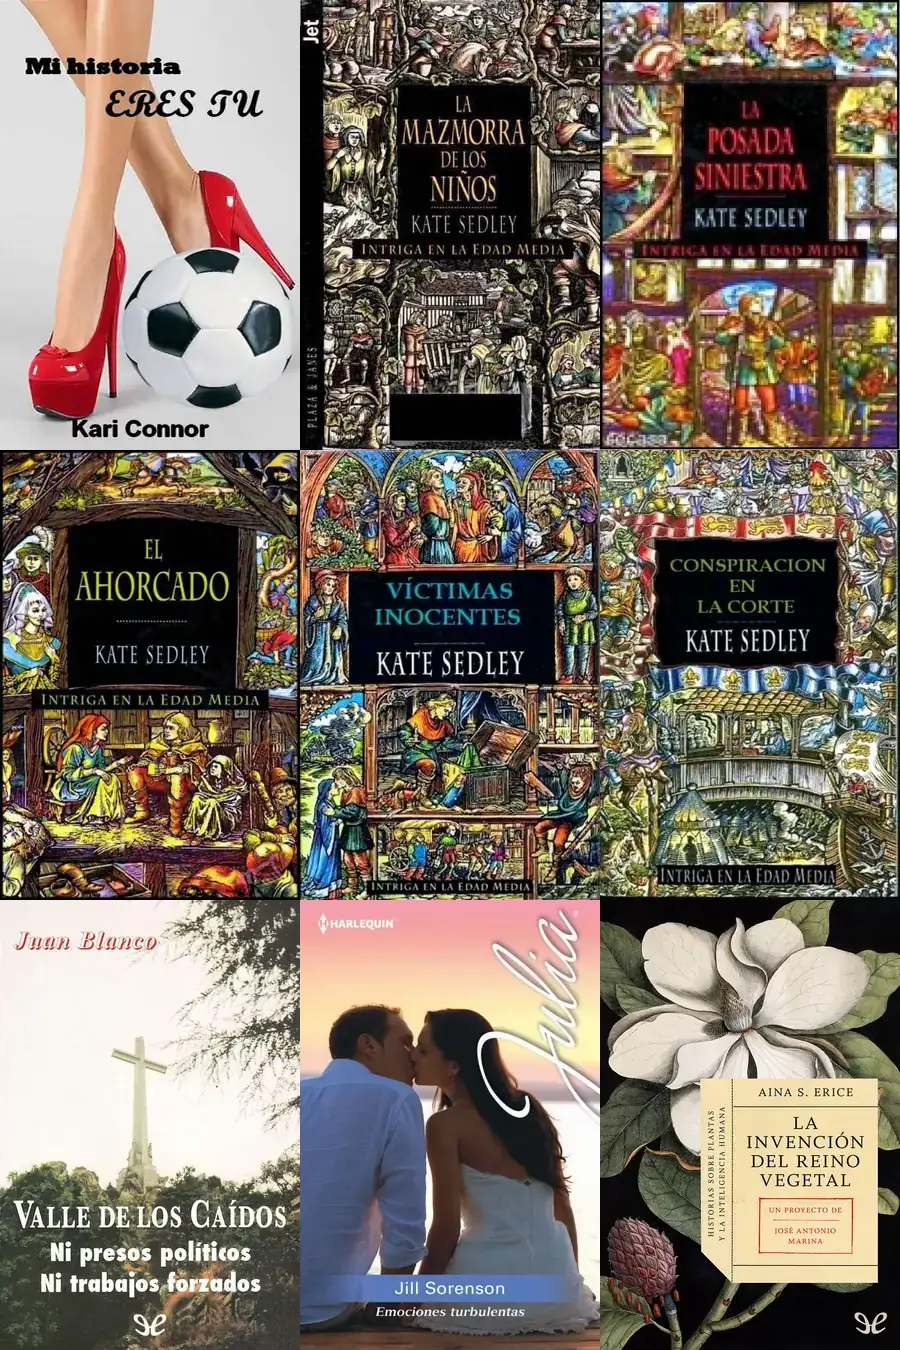 Mi historia
ERES TU
Kari Connor
Jet
PLAZA & JANES
LA
MAZMORRA
DE LOS
NIÑOS
KATE SEDLEY
INTRIGA EN LA EDAD MEDIA
LA
POSADA
SINIESTRA
KATE SEDLEY
INTRIGA EN LA EDAD MEDIA
EL
AHORCADO
KATE SEDLEY
INTRIGA EN LA EDAD MEDIA
VÍCTIMAS
INOCENTES
KATE SEDLEY
INTRIGA EN LA EDAD MEDIA
CONSPIRACION
EN
LA CORTE
KATE SEDLEY
INTRIGA EN LA EDAD MEDIA
Juan Blanco
VALLE DE LOS CAÍDOS
Ni presos políticos
Ni trabajos forzados
HARLEQUIN
Julia
Jill Sorenson
Emociones turbulentas
AINA S. ERICE
LA
INVENCIÓN
DEL REINO
VEGETAL
UN PROYECTO DE
JOSÉ ANTONIO
MARINA
HISTORIAS SOBRE PLANTAS
Y LA INTELIGENCIA HUMANA